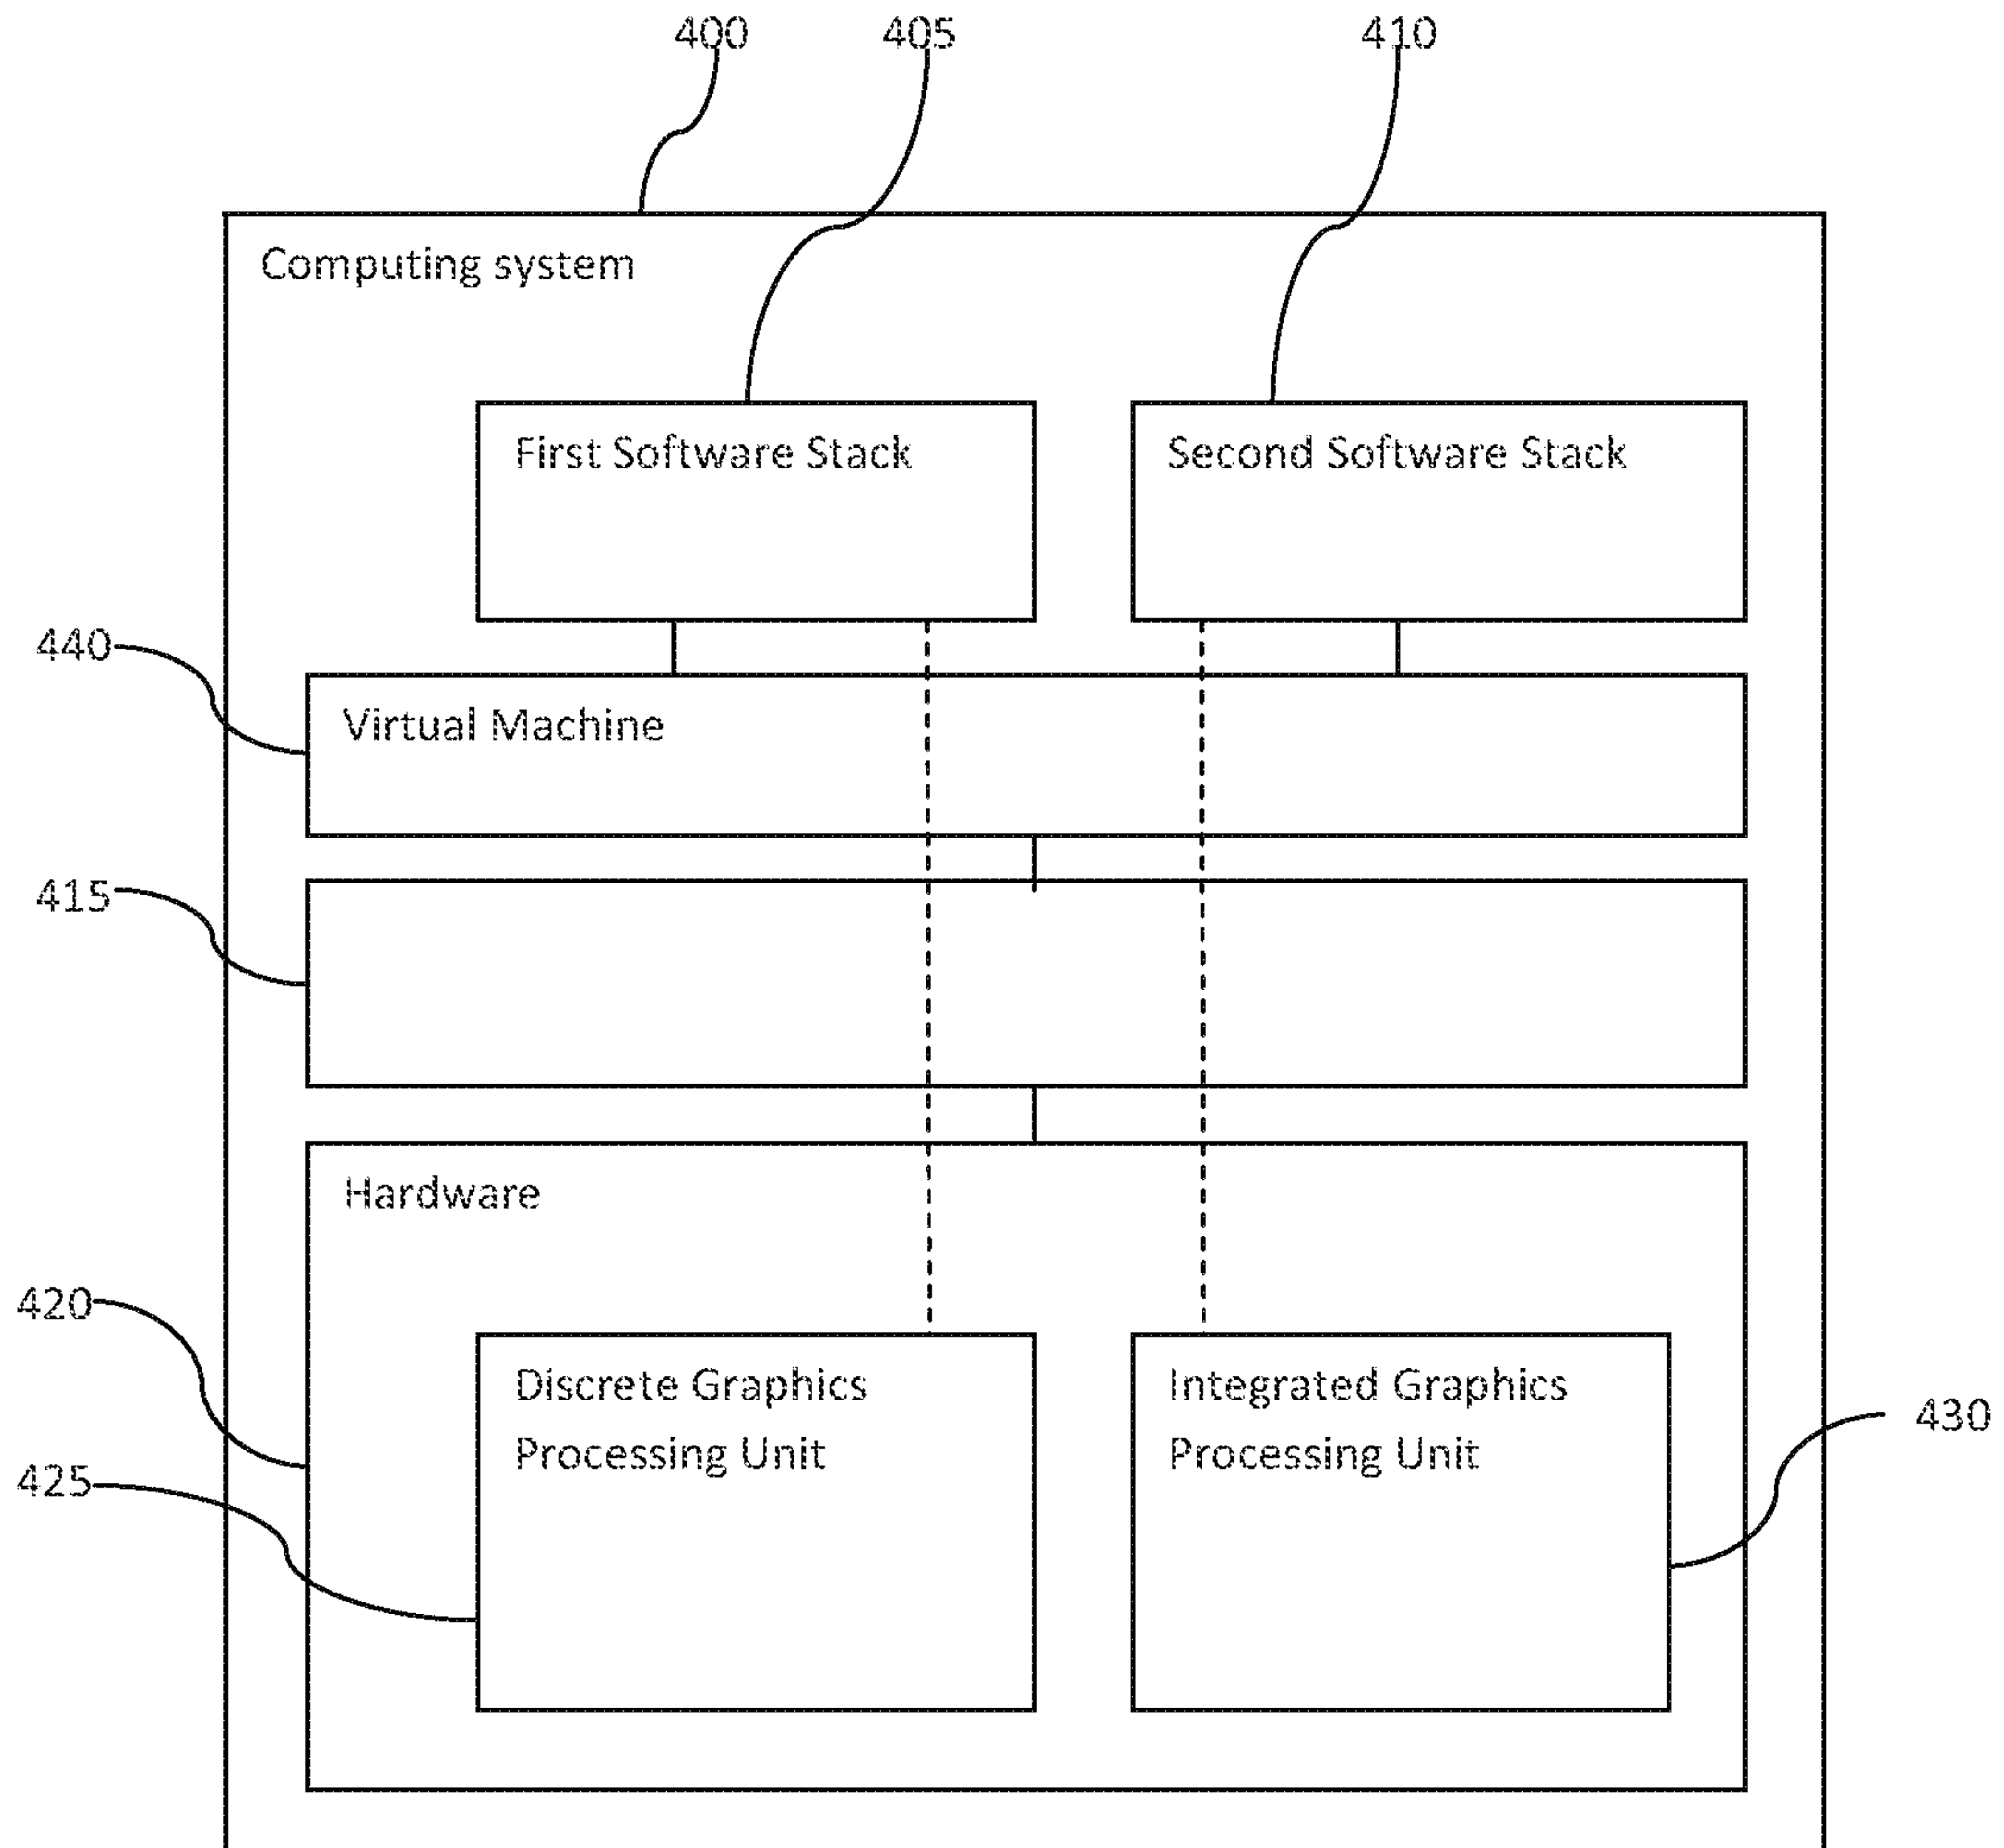 400 405 410
Computing system
First Software Stack
Second Software Stack
440
Virtual Machine
415
Hardware
420
Discrete Graphics
Processing Unit
Integrated Graphics
Processing Unit
430
425